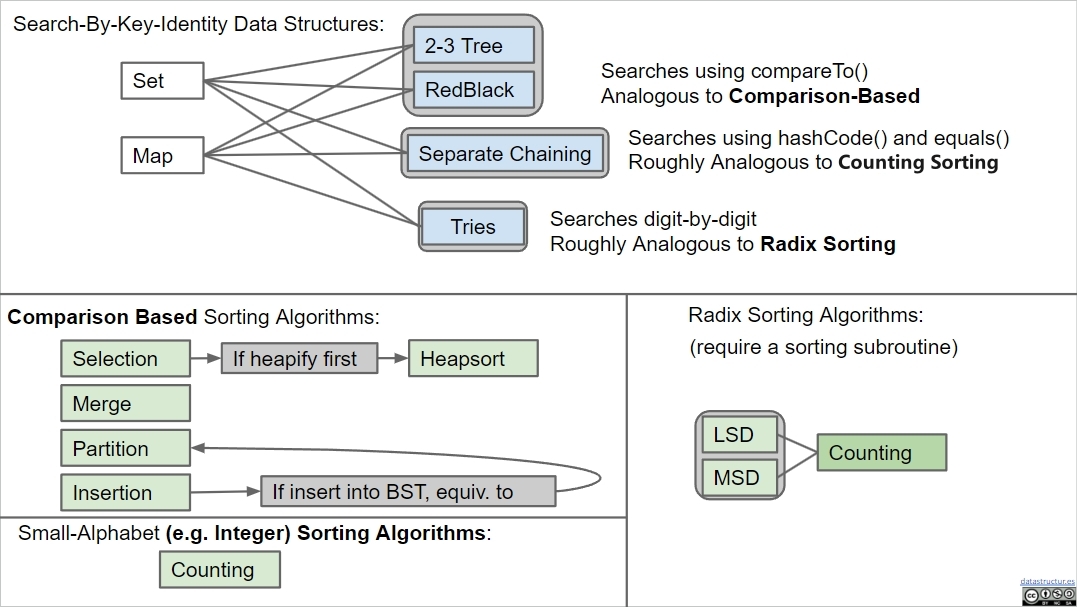 Search-By-Key-Identity Data Structures:
Set
Map
2-3 Tree
RedBlack
Searches using compareTo()
Analogous to Comparison-Based
Separate Chaining
Searches using hashCode() and equals()
Roughly Analogous to Counting Sorting
Tries
Searches digit-by-digit
Roughly Analogous to Radix Sorting
Comparison Based Sorting Algorithms:
Selection
If heapify first
Heapsort
Merge
Partition
Insertion
If insert into BST, equiv. to
Small-Alphabet (e.g. Integer) Sorting Algorithms:
Counting
Radix Sorting Algorithms:
(require a sorting subroutine)
LSD
MSD
Counting
datastructur.es
cc
BY NC SA